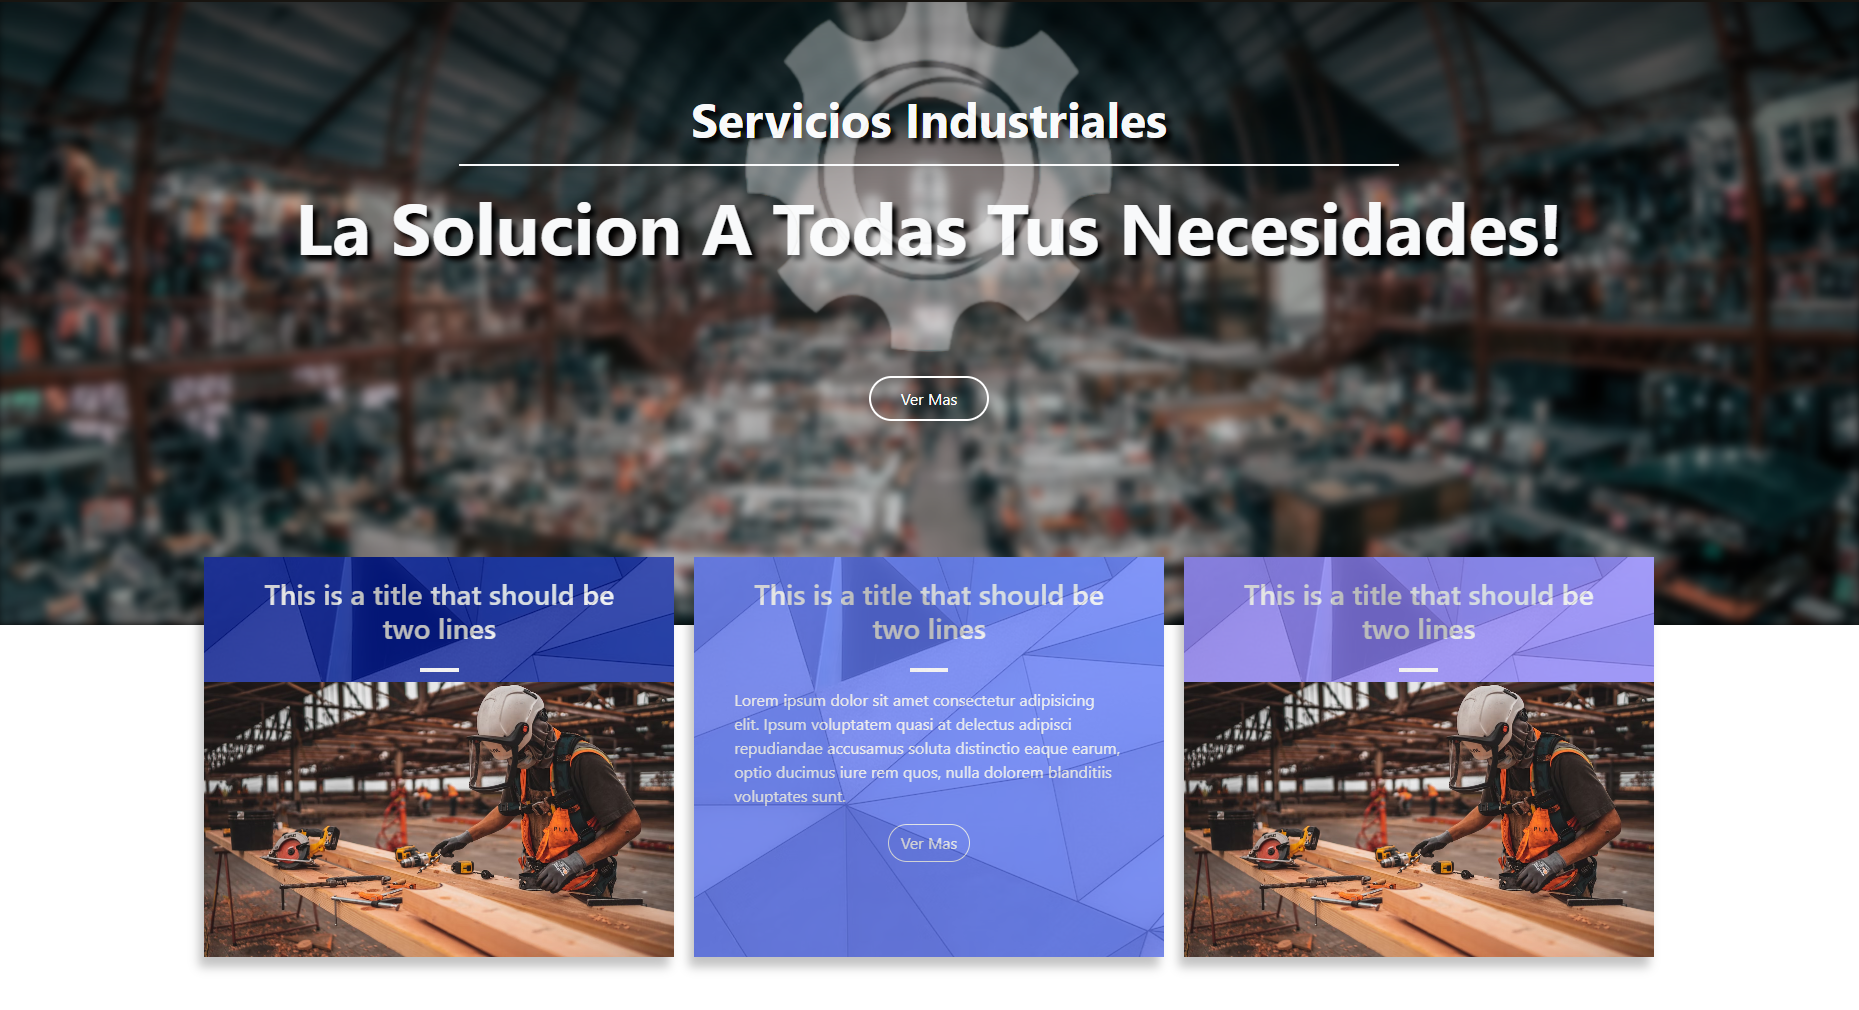 Servicios Industriales
La Solucion A Todas Tus Necesidades!
Ver Mas
This is a title that should be
two lines
This is a title that should be
two lines
Lorem ipsum dolor sit amet consectetur adipisicing
elit. Ipsum voluptatem quasi at delectus adipisci
repudiandae accusamus soluta distinctio eaque earum,
optio ducimus iure rem quos, nulla dolorem blanditiis
voluptates sunt.
Ver Mas
This is a title that should be
two lines